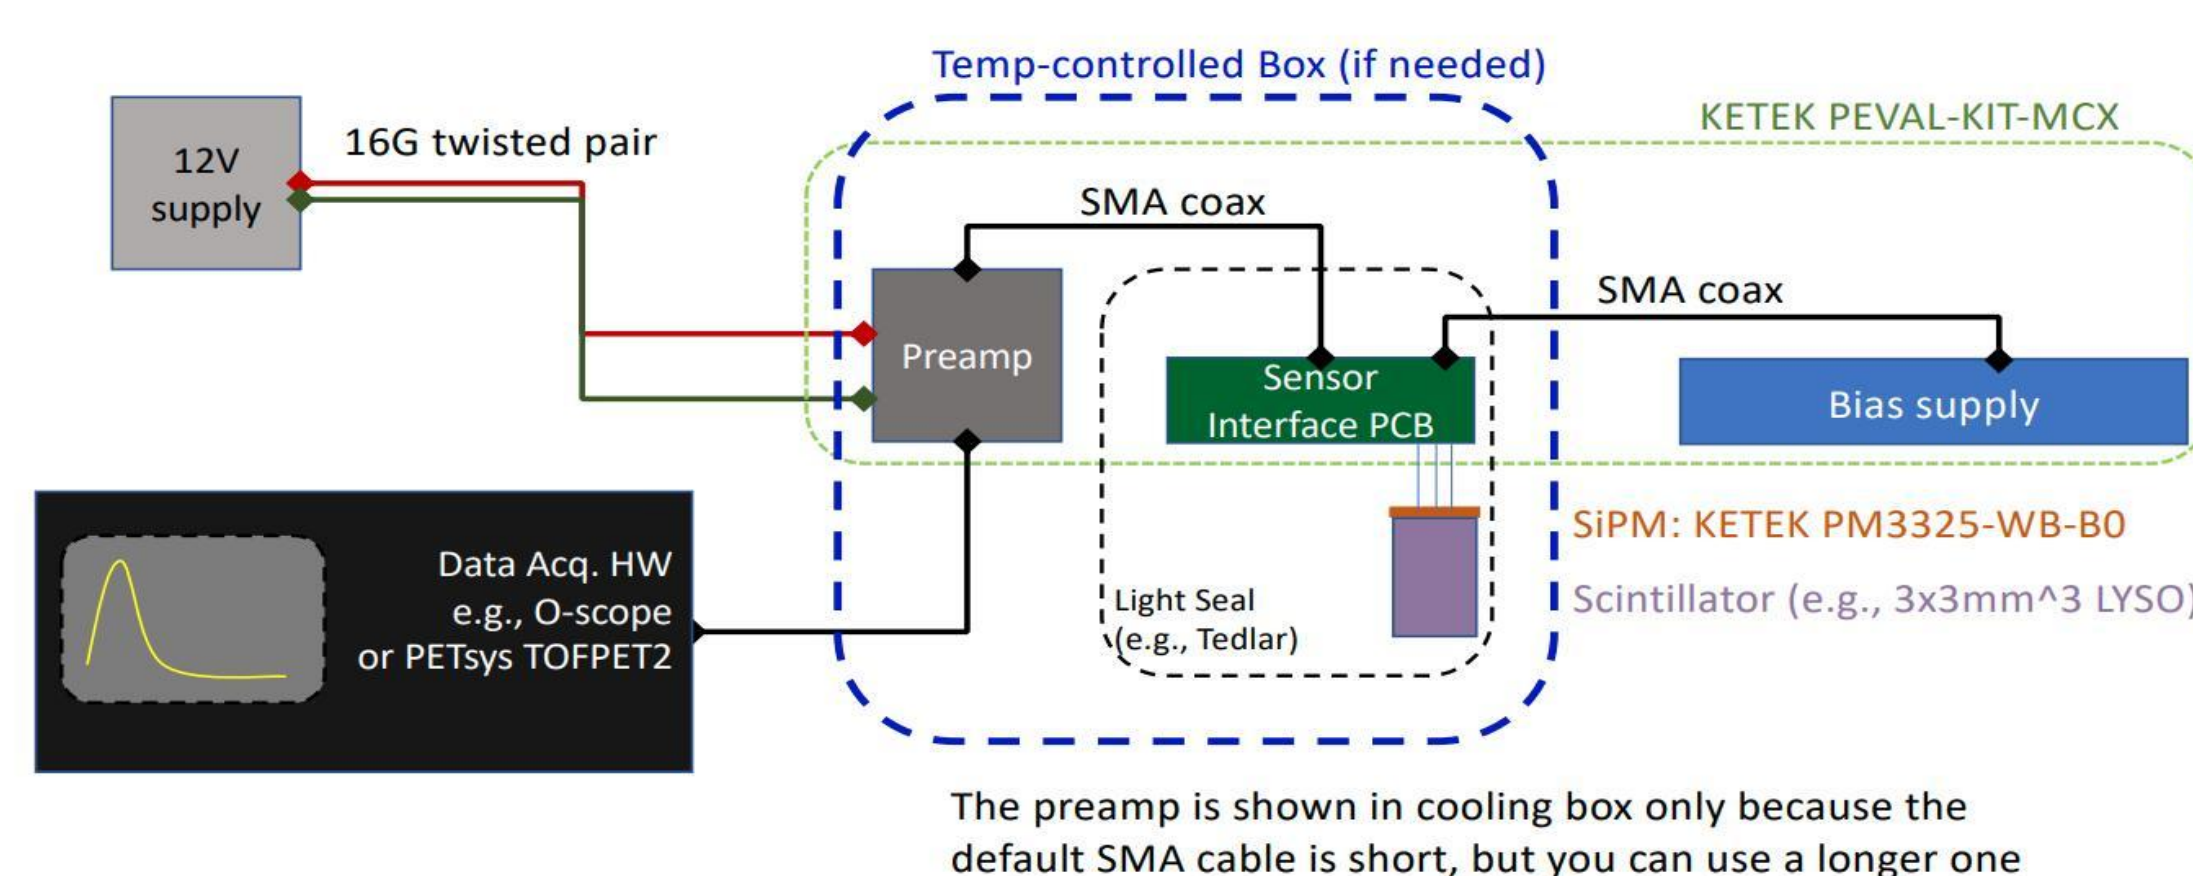 Temp-controlled Box (if needed)
KETEK PEVAL-KIT-MCX
12V
supply
16G twisted pair
SMA coax
SMA coax
Preamp
Sensor
Interface PCB
Bias supply
Data Acq. HW
e.g., O-scope
or PETsys TOFPET2
Light Seal
(e.g., Tedlar)
SiPM: KETEK PM3325-WB-B0
Scintillator (e.g., 3x3mm^3 LYSO)
The preamp is shown in cooling box only because the
default SMA cable is short, but you can use a longer one